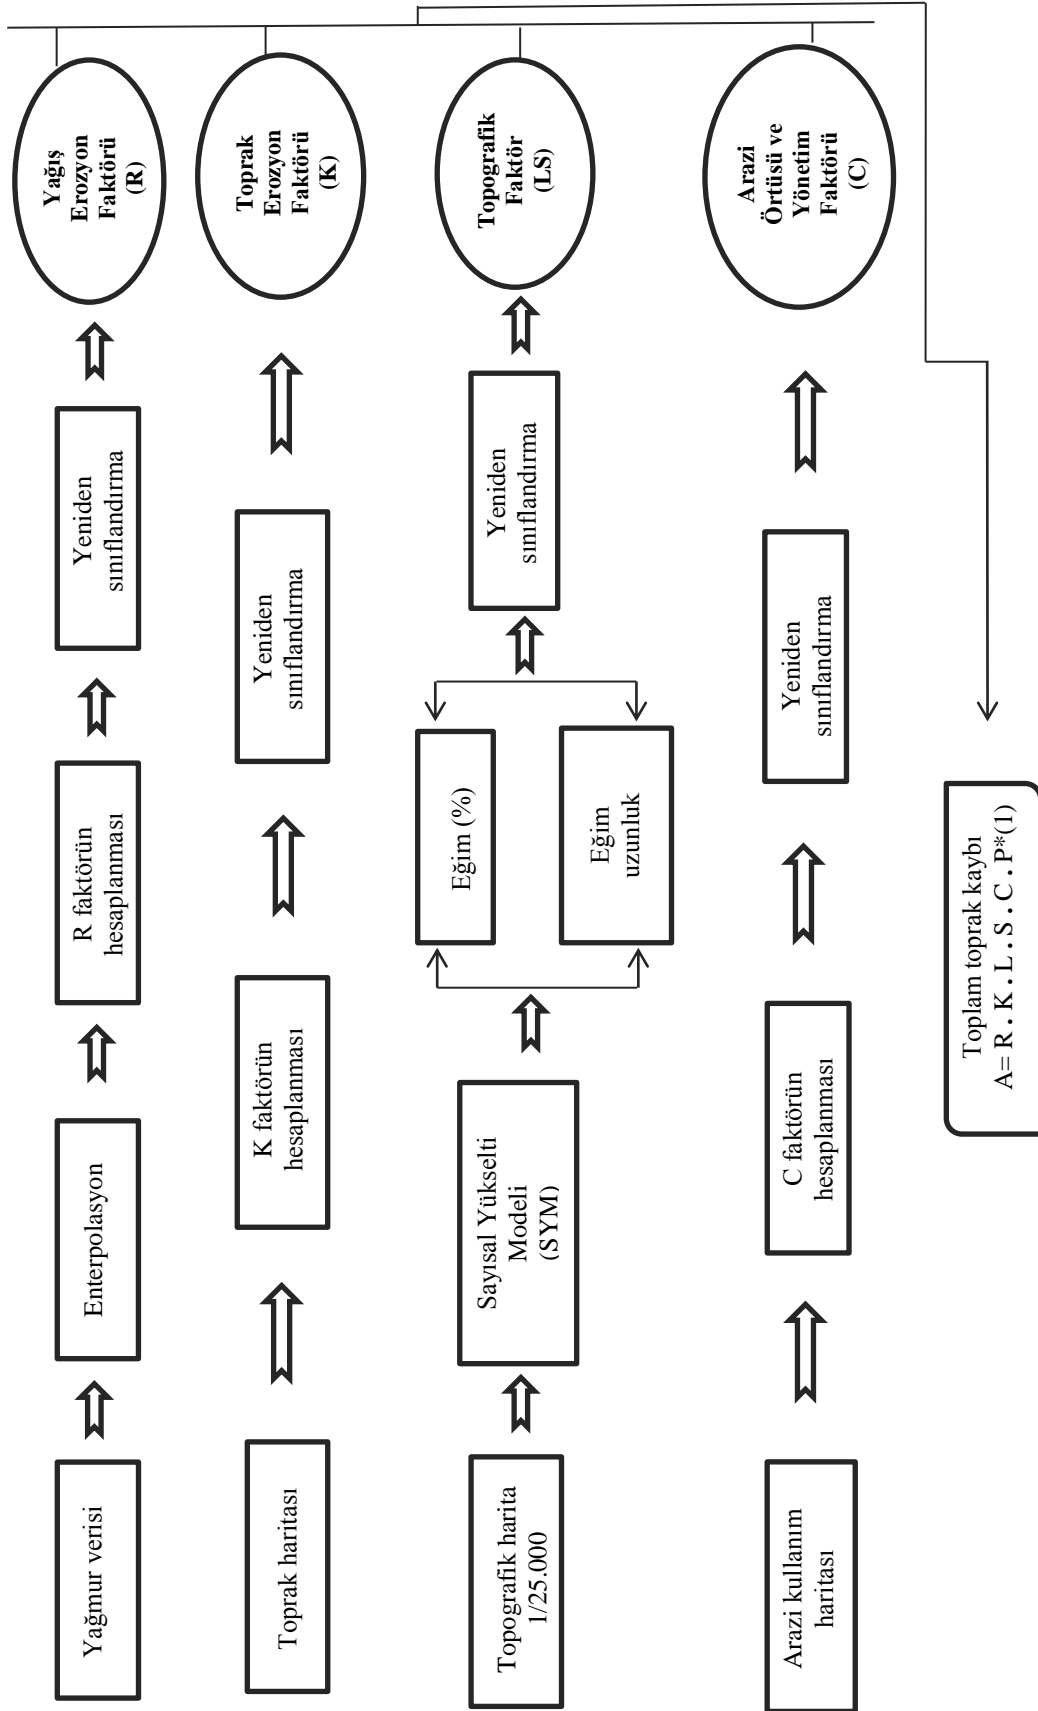 Yağmur verisi
Enterpolasyon
R faktörün
hesaplanması
Yeniden
sınıflandırma
Yağış
Erozyon
Faktörü
(R)
Toprak haritası
K faktörün
hesaplanması
Yeniden
sınıflandırma
Toprak
Erozyon
Faktörü
(K)
Topografik harita
1/25.000
Sayısal Yükselti
Modeli
(SYM)
Eğim (%)
Eğim
uzunluk
Yeniden
sınıflandırma
Topografik
Faktör
(LS)
Arazi kullanım
haritası
C faktörün
hesaplanması
Yeniden
sınıflandırma
Arazi
Örtüsü ve
Yönetim
Faktörü
(C)
Toplam toprak kaybı
A= R . K . L . S . C . P*(1)